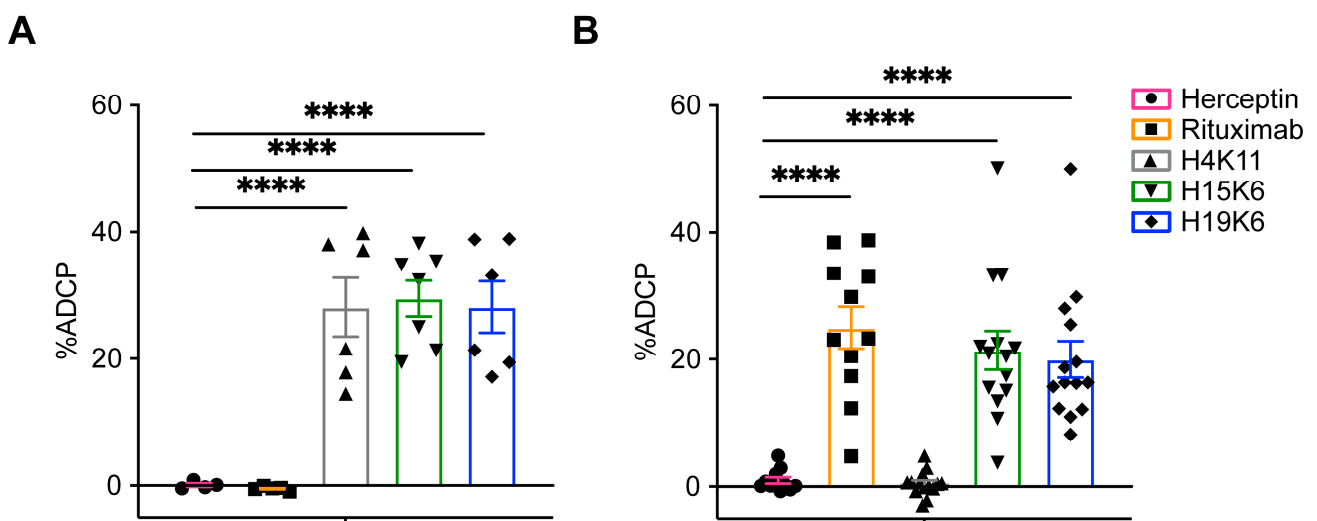 A
B
60
40
20
0
%ADCP
****
****
****
60
40
20
0
%ADCP
****
****
****
Herceptin
Rituximab
H4K11
H15K6
H19K6